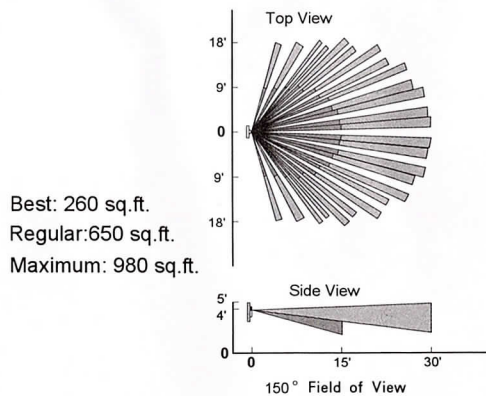 Top View
18'
9'
0
9'
18'
Best: 260 sq.ft.
Regular:650 sq.ft.
Maximum: 980 sq.ft.
Side View
5'
4'
0
0 15' 30'
150° Field of View